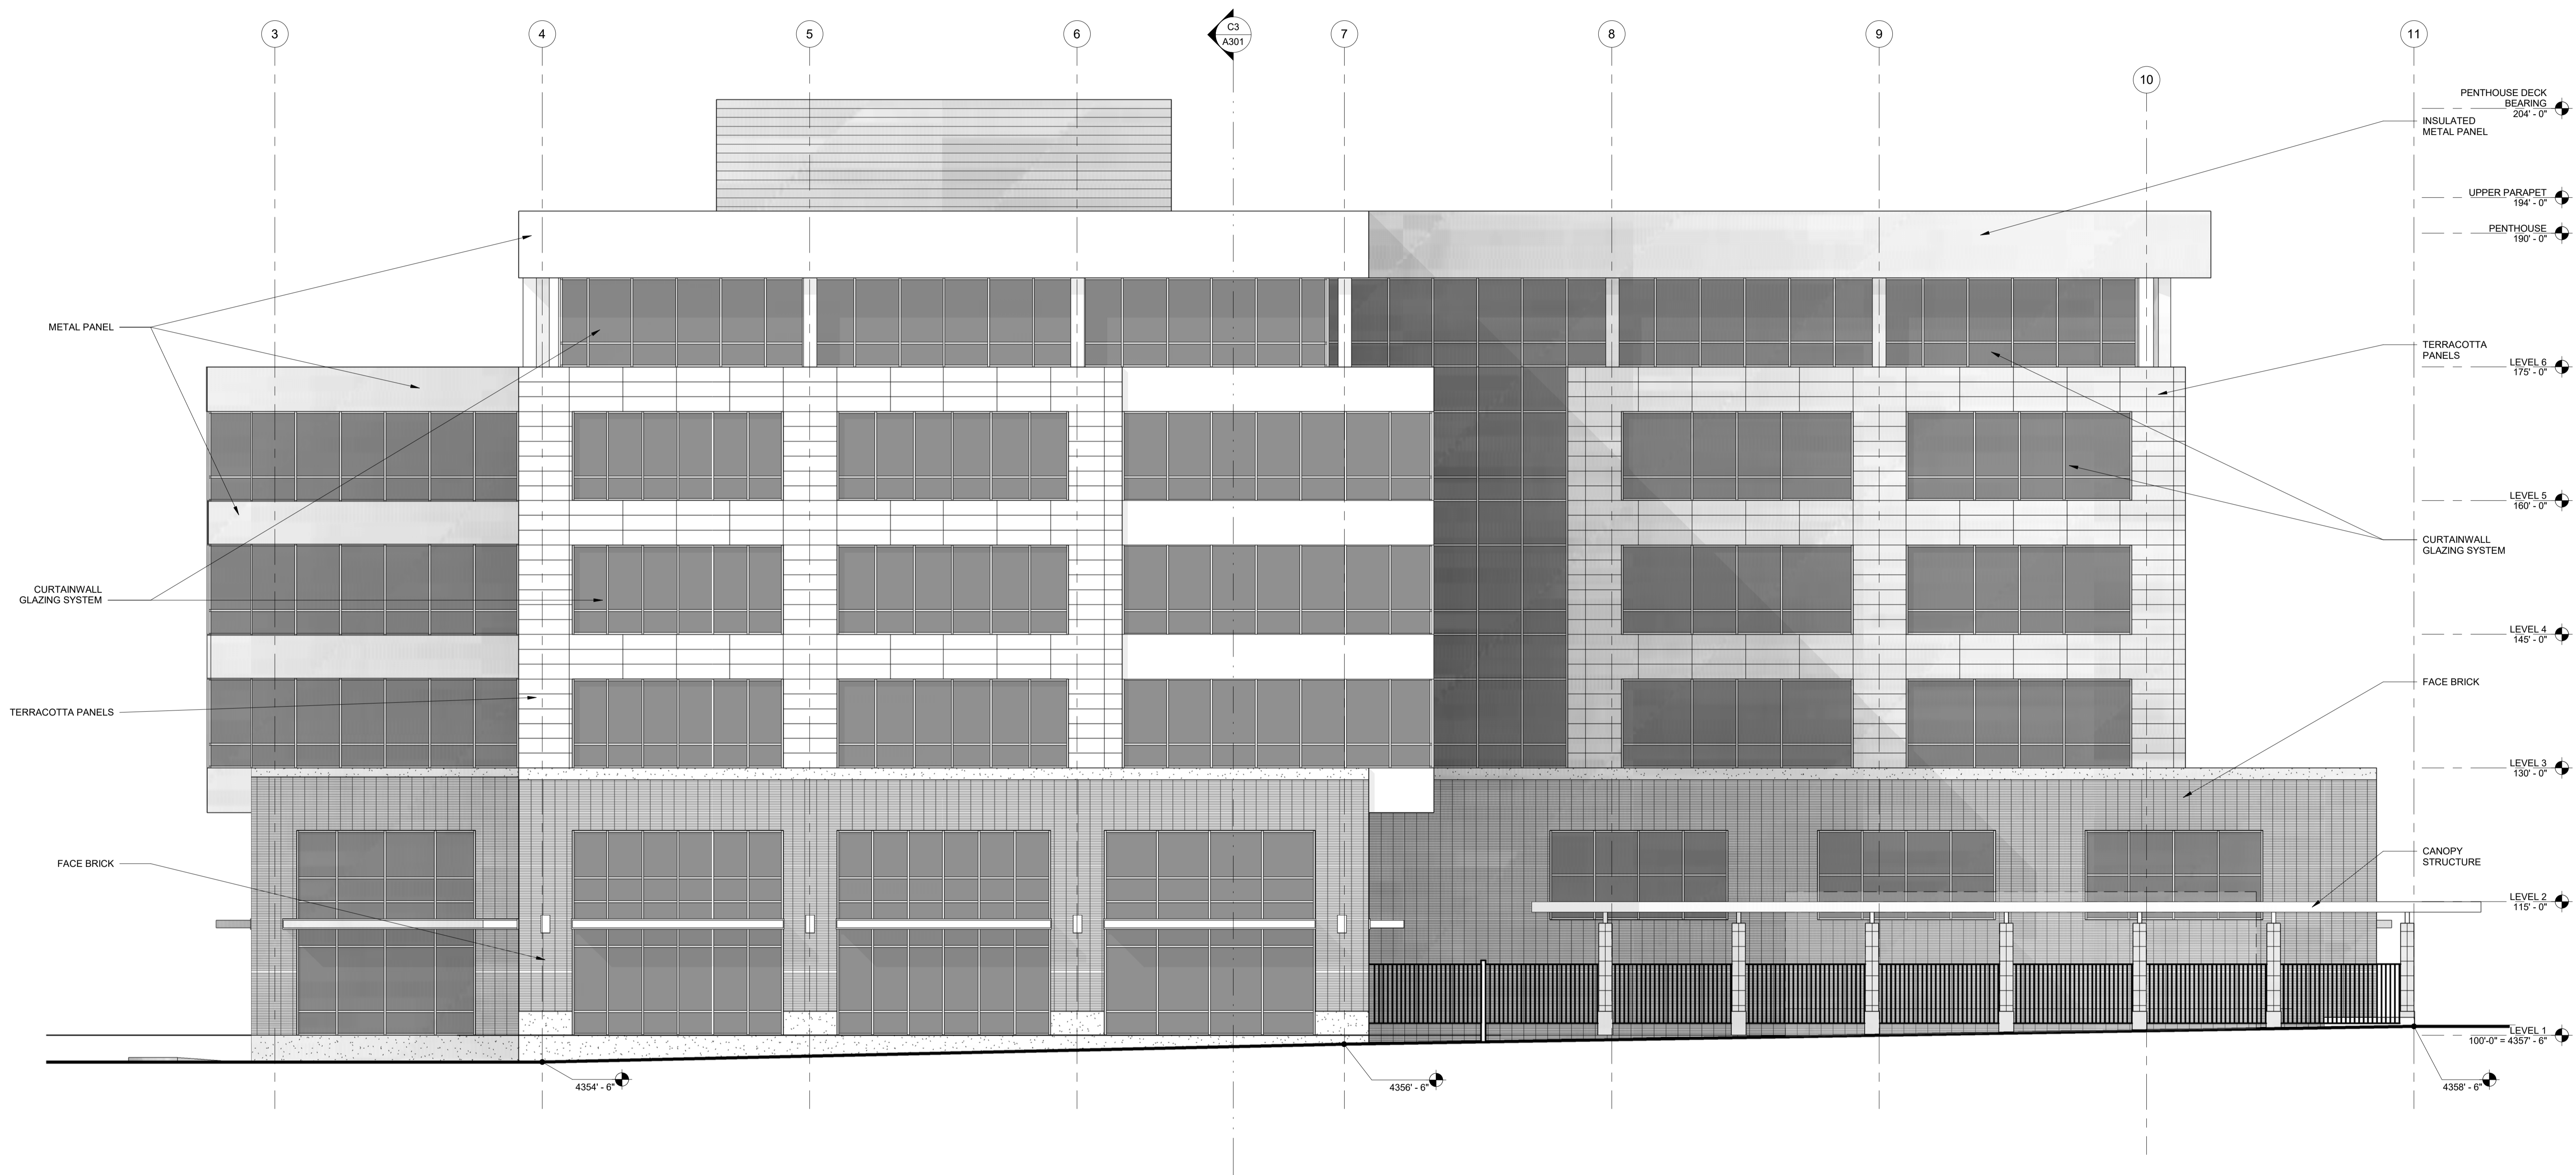 3
4
5
6
C3
A301
7
8
9
10
11
PENTHOUSE DECK
BEARING
204' - 0"
INSULATED
METAL PANEL
UPPER PARAPET
194' - 0"
PENTHOUSE
190' - 0"
METAL PANEL
TERRACOTTA
PANELS
LEVEL 6
175' - 0"
LEVEL 5
160' - 0"
CURTAINWALL
GLAZING SYSTEM
CURTAINWALL
GLAZING SYSTEM
LEVEL 4
145' - 0"
FACE BRICK
TERRACOTTA PANELS
LEVEL 3
130' - 0"
FACE BRICK
CANOPY
STRUCTURE
LEVEL 2
115' - 0"
LEVEL 1
100'-0" = 4357' - 6"
4354' - 6"
4356' - 6"
4358' - 6"